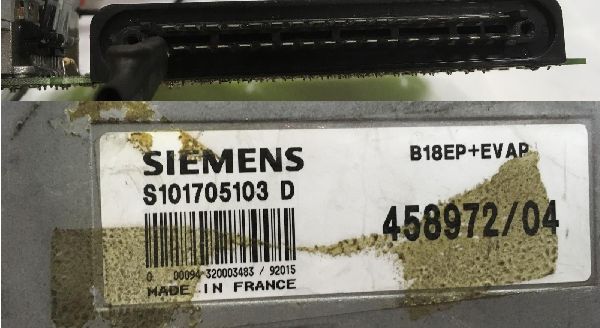 SIEMENS
B18EP+EVAP
S101705103 D
458972/04
0 00094 320003483 / 92015
MADE IN FRANCE